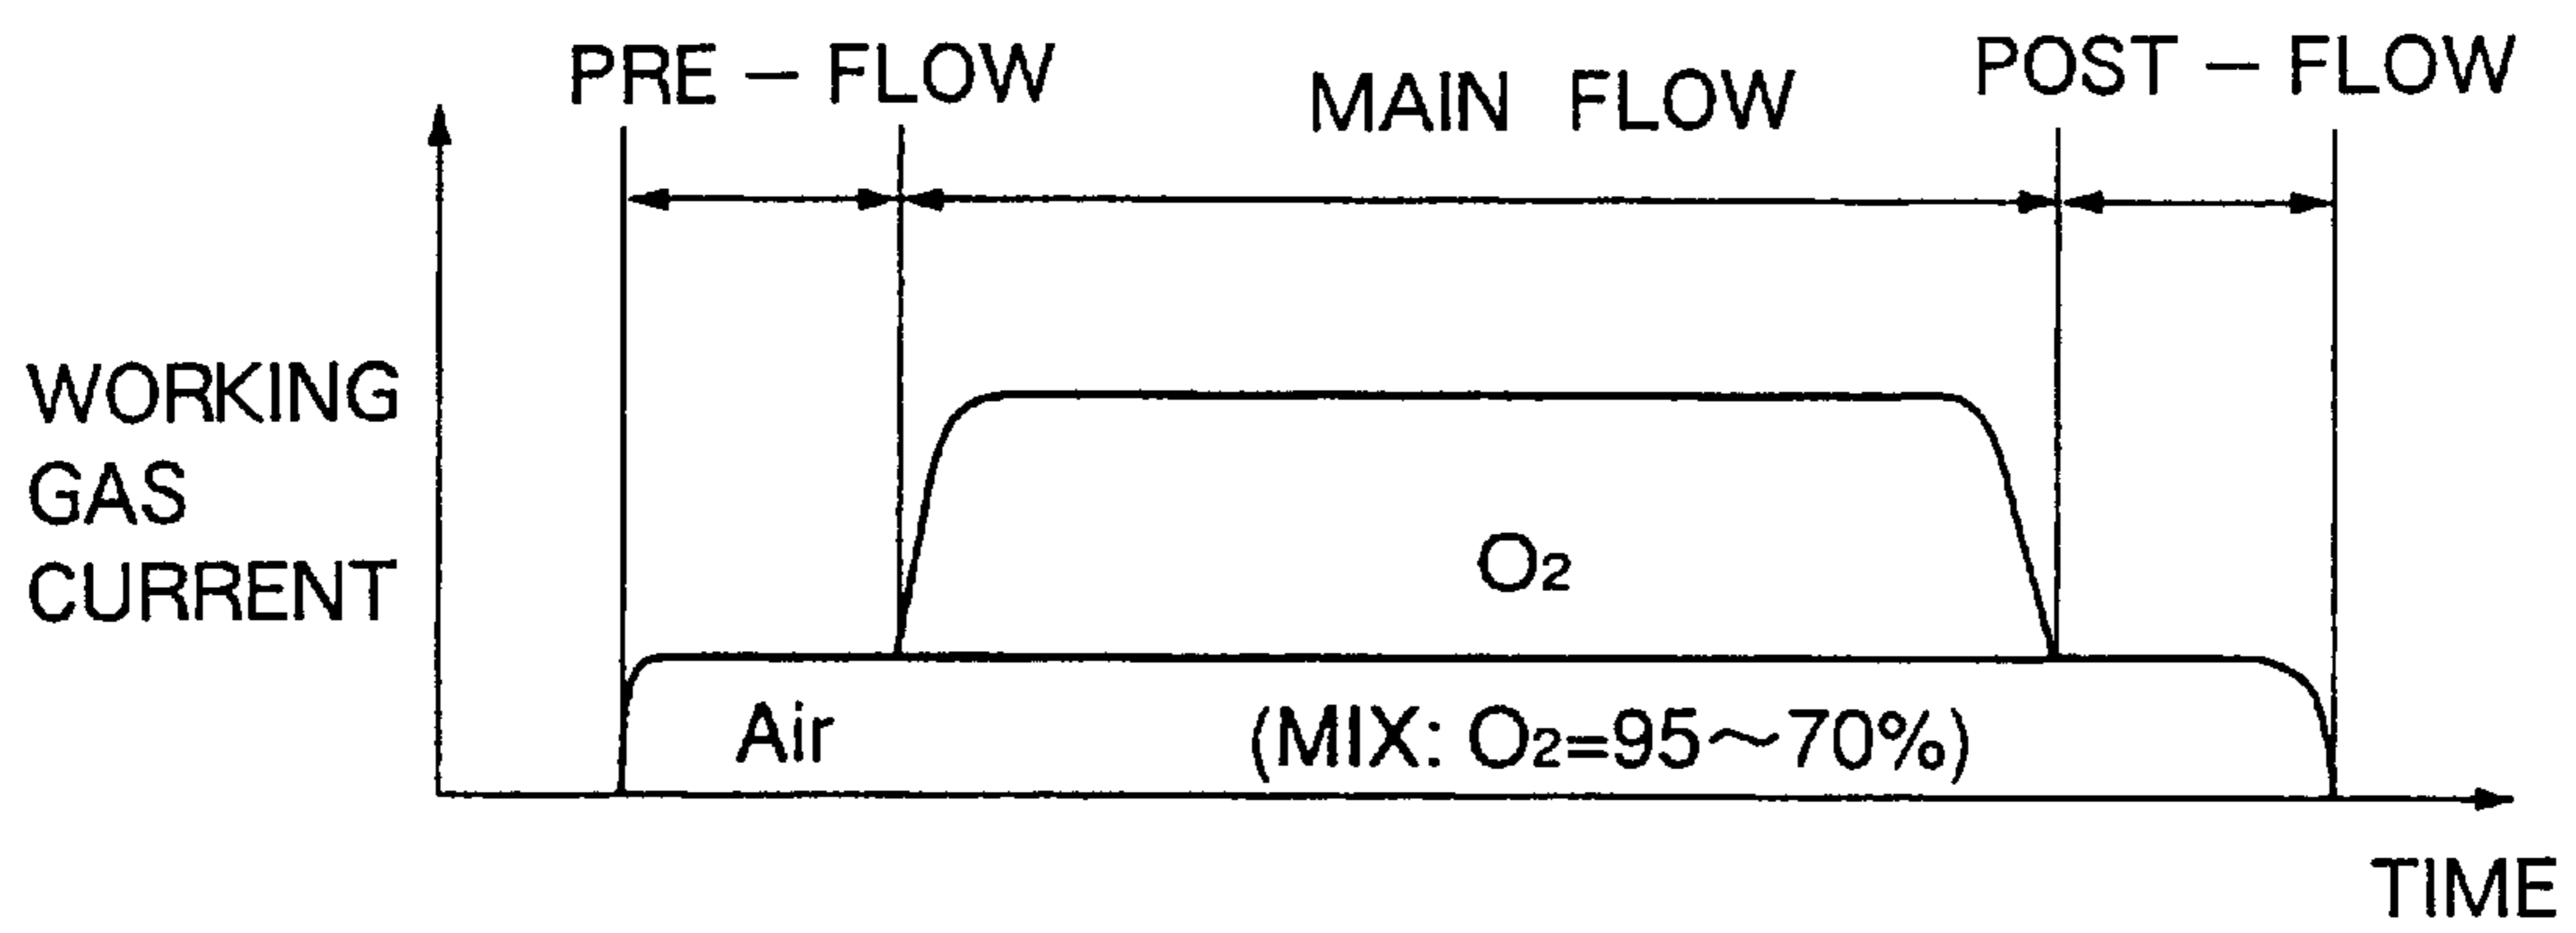 PRE – FLOW
MAIN FLOW
POST – FLOW
WORKING
GAS
CURRENT
O₂
Air
(MIX: O₂=95～70%)
TIME